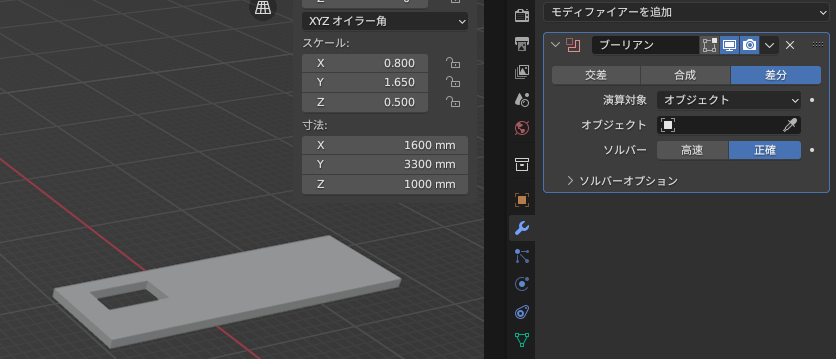 XYZ オイラー角
スケール:
X 0.800
Y 1.650
Z 0.500
寸法:
X 1600 mm
Y 3300 mm
Z 1000 mm
モディファイアーを追加
ブーリアン
交差 合成 差分
演算対象 オブジェクト
オブジェクト
ソルバー 高速 正確
ソルバーオプション